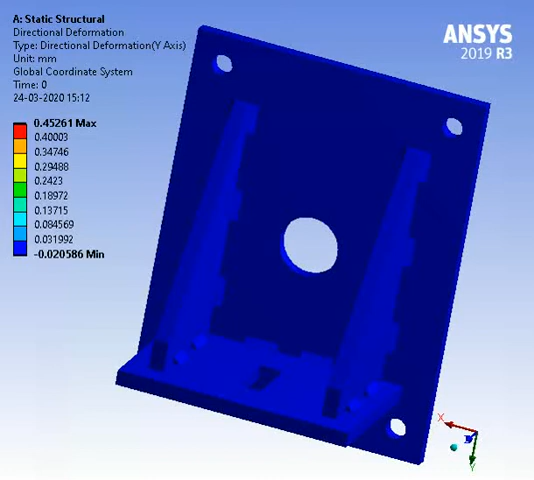 A: Static Structural
Directional Deformation
Type: Directional Deformation(Y Axis)
Unit: mm
Global Coordinate System
Time: 0
24-03-2020 15:12
ANSYS
2019 R3
0.45261 Max
0.40003
0.34746
0.29488
0.2423
0.18972
0.13715
0.084569
0.031992
-0.020586 Min
X
Y